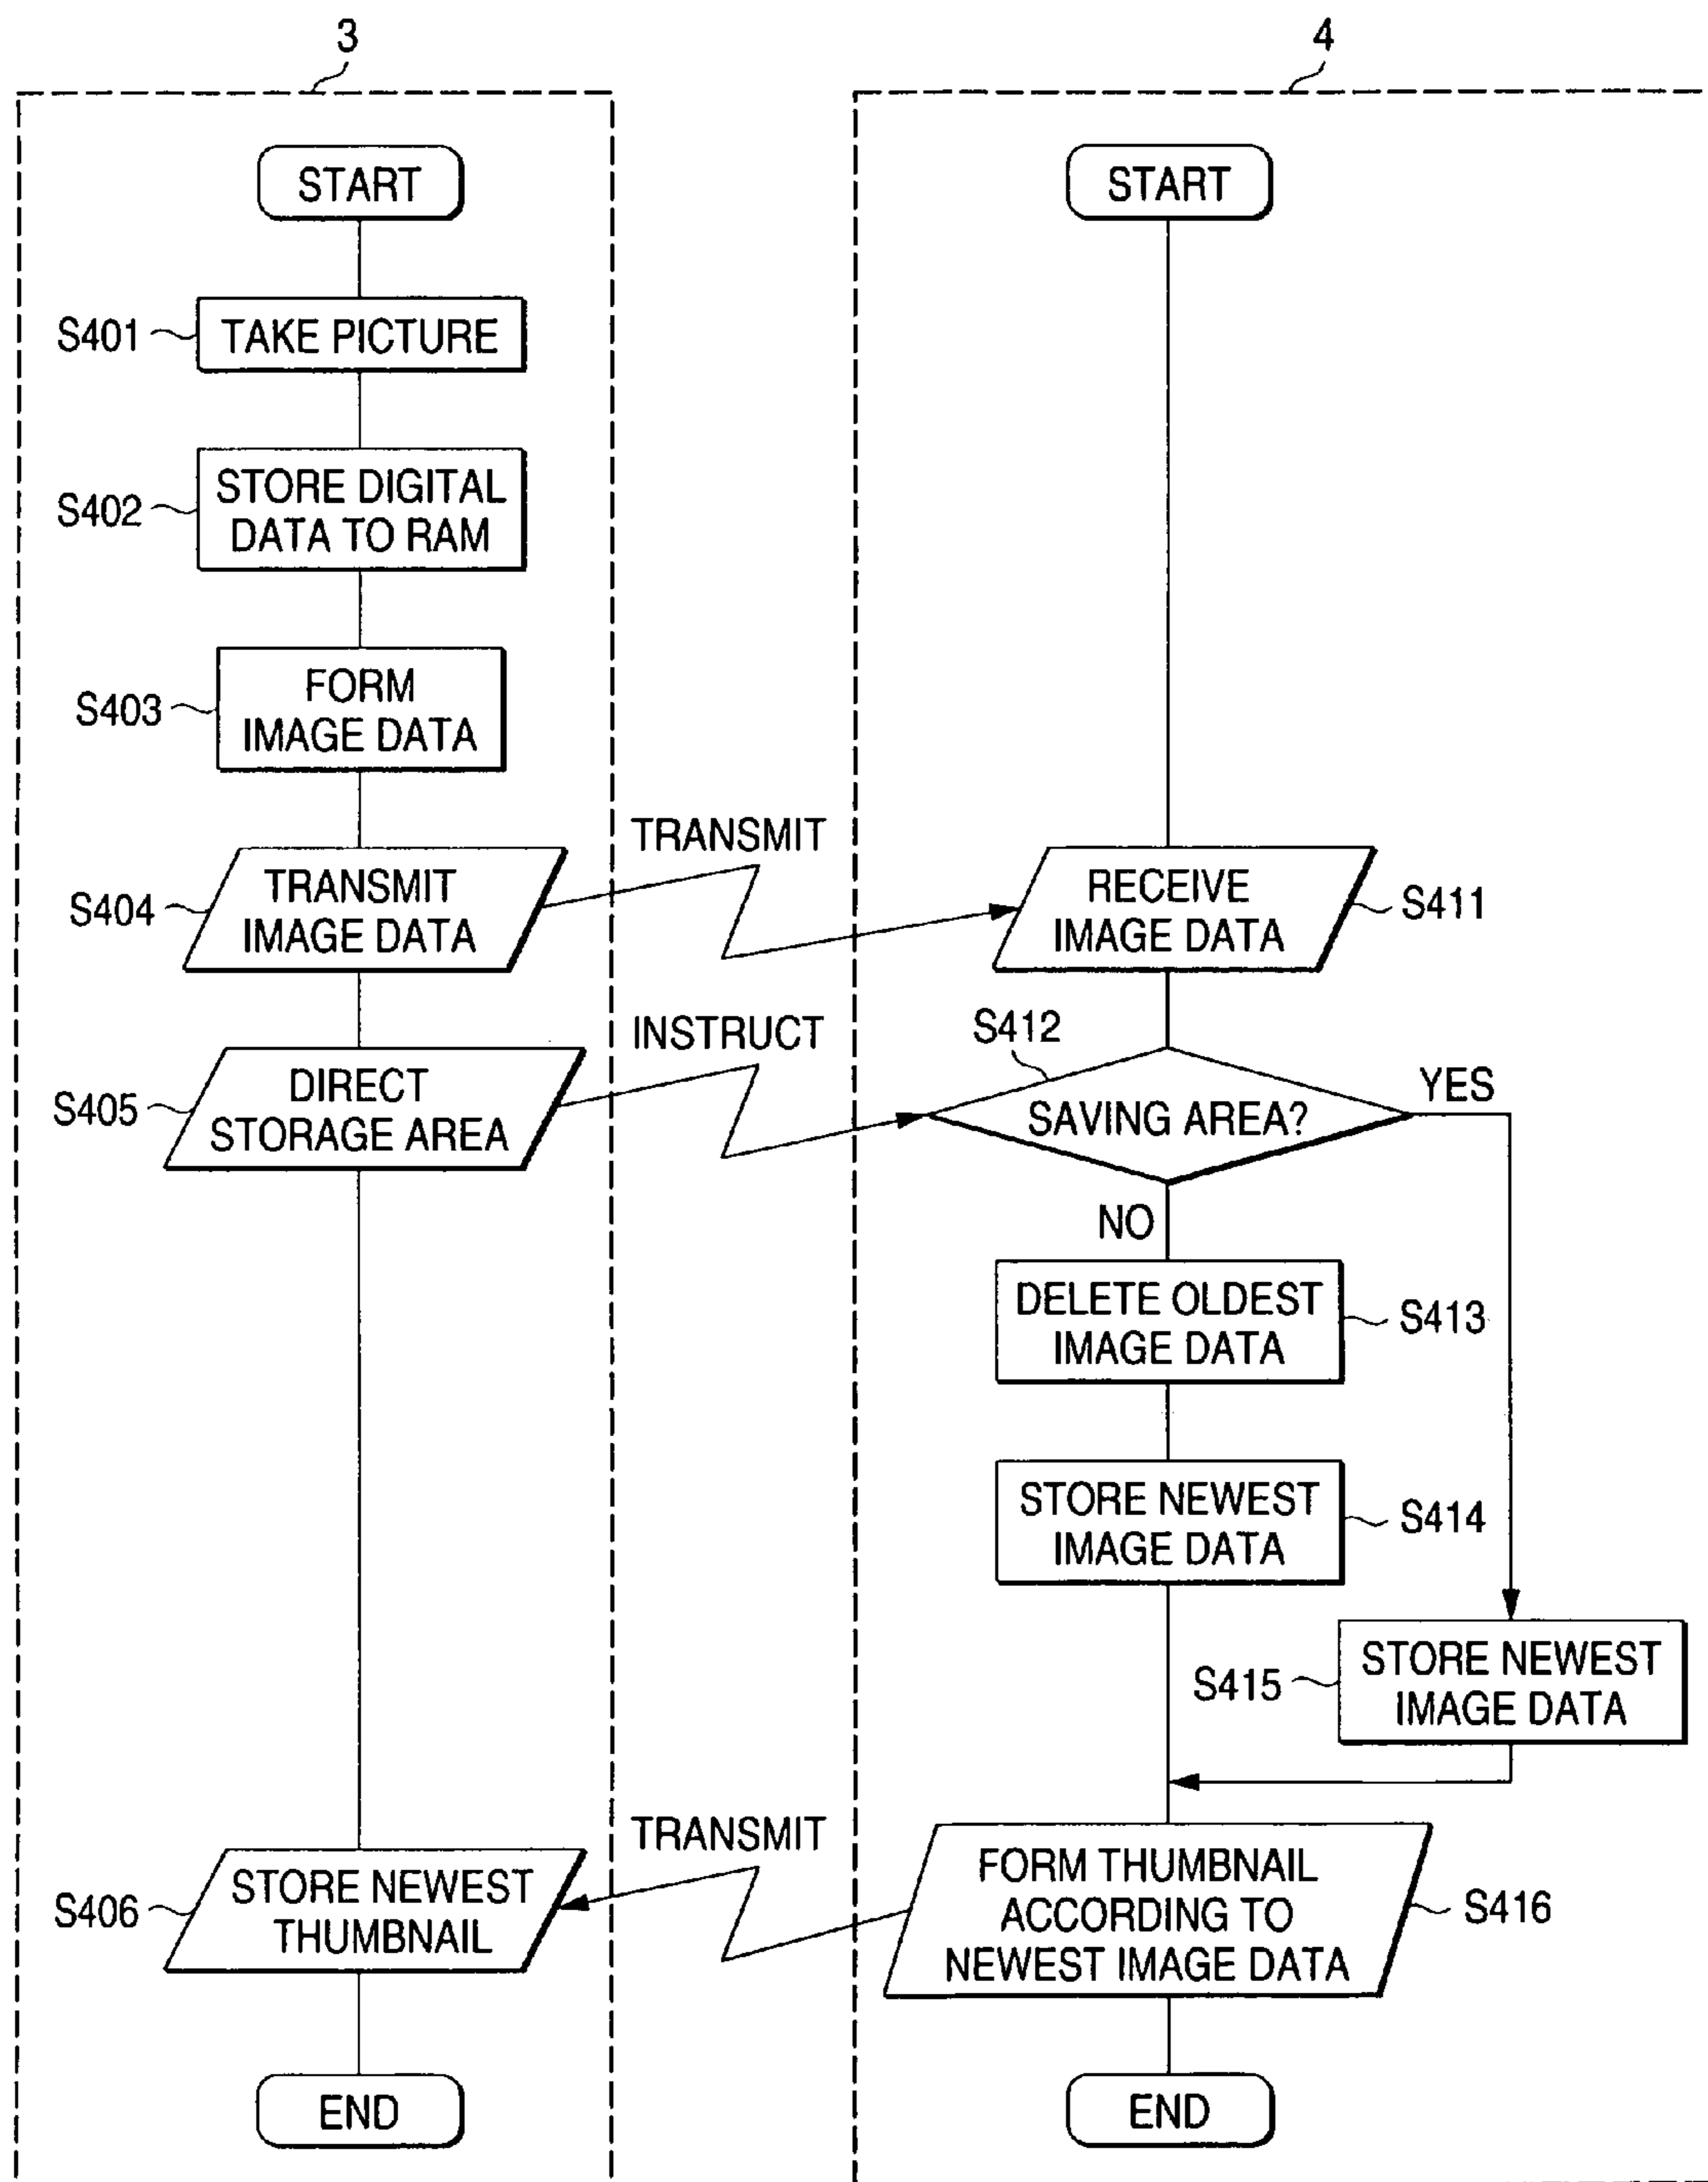 3
START
S401
TAKE PICTURE
S402
STORE DIGITAL
DATA TO RAM
S403
FORM
IMAGE DATA
S404
TRANSMIT
IMAGE DATA
TRANSMIT
S405
DIRECT
STORAGE AREA
INSTRUCT
S406
STORE NEWEST
THUMBNAIL
TRANSMIT
END
4
START
RECEIVE
IMAGE DATA
S411
S412
SAVING AREA?
YES
NO
DELETE OLDEST
IMAGE DATA
S413
STORE NEWEST
IMAGE DATA
S414
S415
STORE NEWEST
IMAGE DATA
FORM THUMBNAIL
ACCORDING TO
NEWEST IMAGE DATA
S416
END